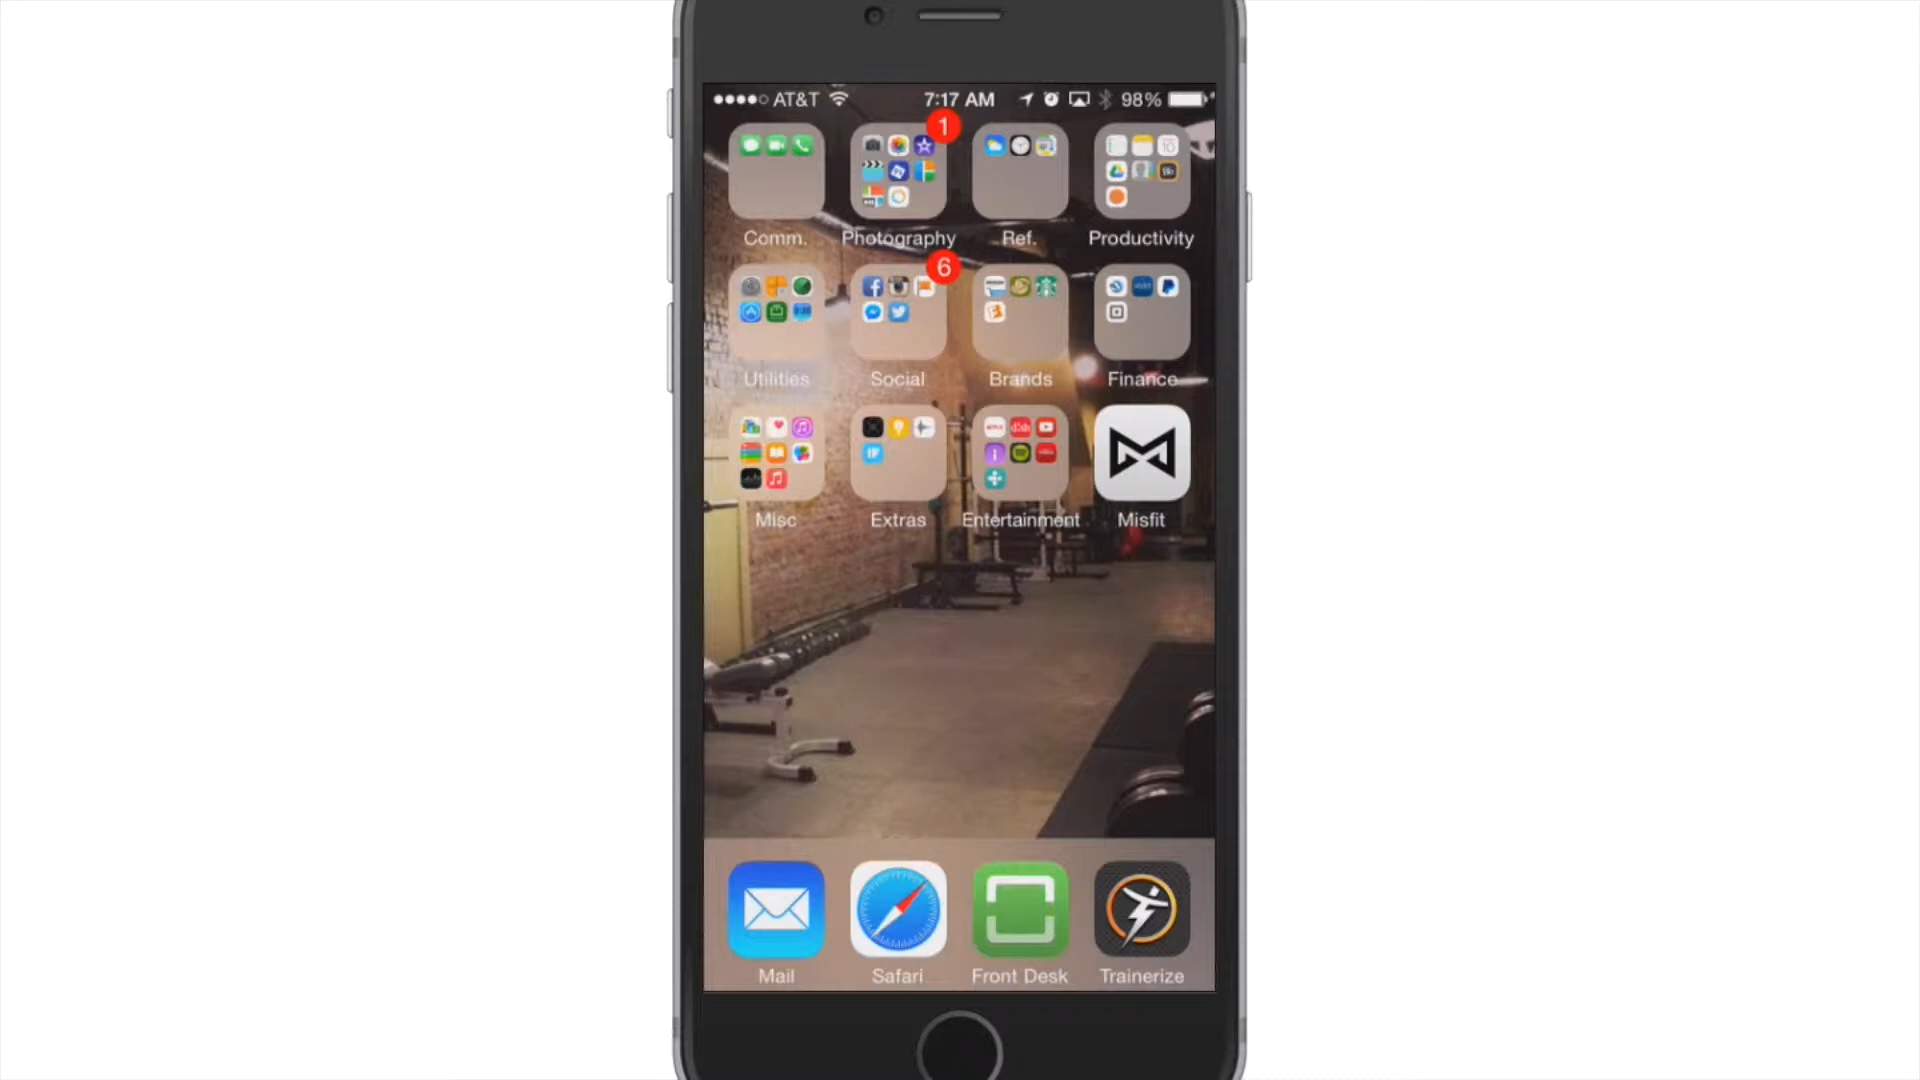 AT&T 7:17 AM 98%
1
Comm. Photography Ref. Productivity
6
Utilities Social Brands Finance
Misc Extras Entertainment Misfit
Mail Safari Front Desk Trainerize